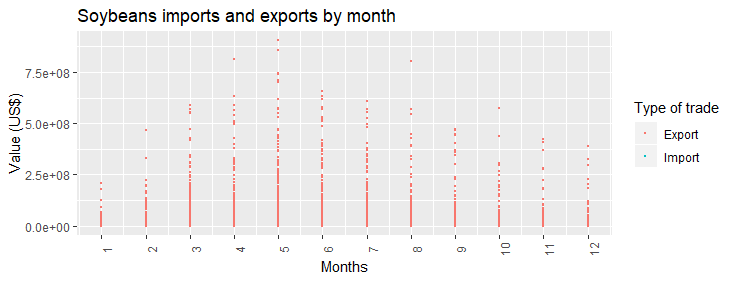 Soybeans imports and exports by month
Value (US$)
7.5e+08
5.0e+08
2.5e+08
0.0e+00
1 2 3 4 5 6 7 8 9 10 11 12
Months
Type of trade
Export
Import